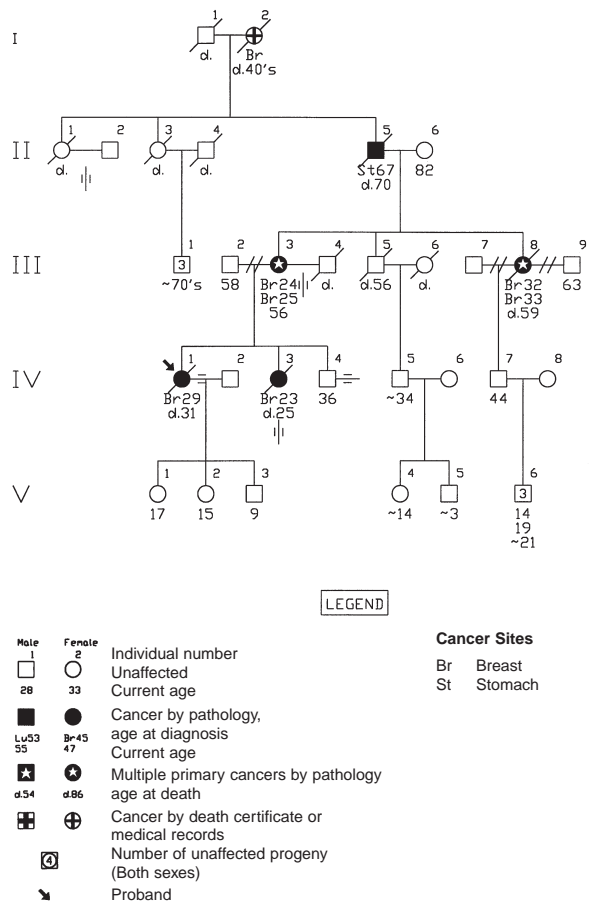 1 2
I
d. Br
d.40's
1 2 3 4 5 6
II
d. d. d. St67 82
d.70
1 2 3 4 5 6 7 8 9
III
3
~70's 58 Br24 d. d.56 d. Br32 63
Br25 Br33
56 d.59
1 2 3 4 5 6 7 8
IV
Br29 Br23 36 ~34 44
d.31 d.25
1 2 3 4 5 6
V
3
17 15 9 ~14 ~3 14
19
~21
LEGEND
Male Female
1 2 Individual number
Unaffected
28 33 Current age
Cancer by pathology,
Lu53 Br45 age at diagnosis
55 47 Current age
Multiple primary cancers by pathology
d.54 d.86 age at death
Cancer by death certificate or
medical records
4 Number of unaffected progeny
(Both sexes)
Proband
Cancer Sites
Br Breast
St Stomach